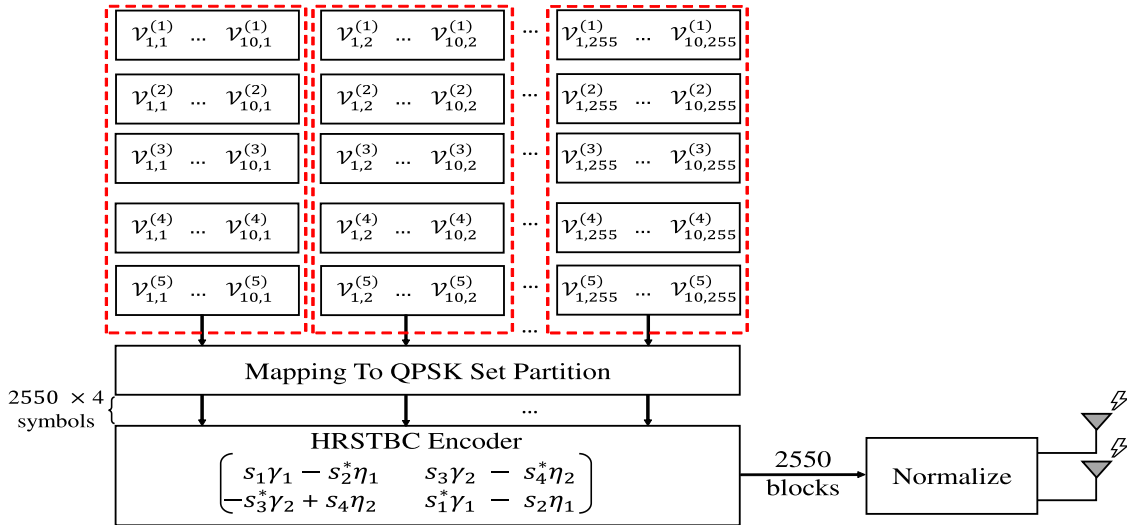 𝒱_{1,1}^{(1)} ... 𝒱_{10,1}^{(1)} 𝒱_{1,2}^{(1)} ... 𝒱_{10,2}^{(1)} ... 𝒱_{1,255}^{(1)} ... 𝒱_{10,255}^{(1)}
𝒱_{1,1}^{(2)} ... 𝒱_{10,1}^{(2)} 𝒱_{1,2}^{(2)} ... 𝒱_{10,2}^{(2)} ... 𝒱_{1,255}^{(2)} ... 𝒱_{10,255}^{(2)}
𝒱_{1,1}^{(3)} ... 𝒱_{10,1}^{(3)} 𝒱_{1,2}^{(3)} ... 𝒱_{10,2}^{(3)} ... 𝒱_{1,255}^{(3)} ... 𝒱_{10,255}^{(3)}
𝒱_{1,1}^{(4)} ... 𝒱_{10,1}^{(4)} 𝒱_{1,2}^{(4)} ... 𝒱_{10,2}^{(4)} ... 𝒱_{1,255}^{(4)} ... 𝒱_{10,255}^{(4)}
𝒱_{1,1}^{(5)} ... 𝒱_{10,1}^{(5)} 𝒱_{1,2}^{(5)} ... 𝒱_{10,2}^{(5)} ... 𝒱_{1,255}^{(5)} ... 𝒱_{10,255}^{(5)}
...
Mapping To QPSK Set Partition
2550 × 4
symbols
...
HRSTBC Encoder
s_1γ_1 − s_2^*η_1 s_3γ_2 − s_4^*η_2
−s_3^*γ_2 + s_4η_2 s_1^*γ_1 − s_2η_1
2550
blocks
Normalize